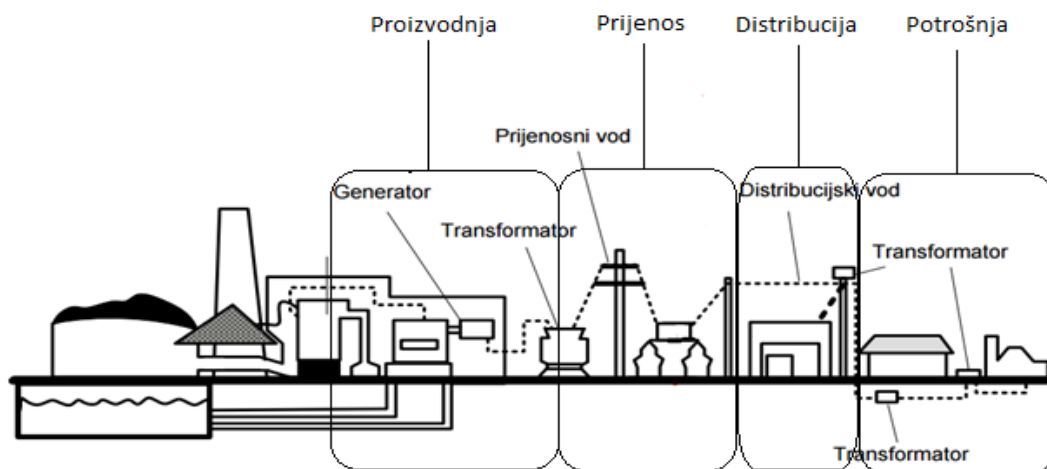 Proizvodnja
Prijenos
Distribucija
Potrošnja
Prijenosni vod
Generator
Distribucijski vod
Transformator
Transformator
Transformator